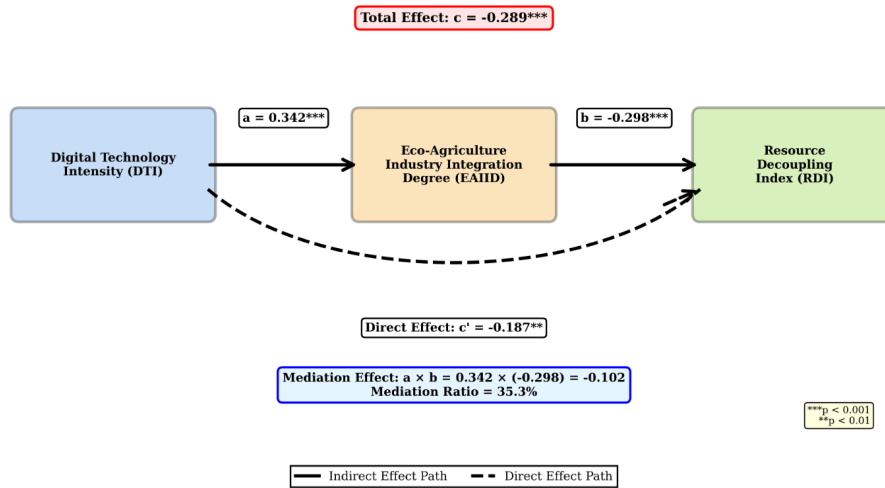 Total Effect: c = -0.289***
a = 0.342***
b = -0.298***
Digital Technology
Intensity (DTI)
Eco-Agriculture
Industry Integration
Degree (EAIID)
Resource
Decoupling
Index (RDI)
Direct Effect: c' = -0.187**
Mediation Effect: a × b = 0.342 × (-0.298) = -0.102
Mediation Ratio = 35.3%
***p < 0.001
**p < 0.01
Indirect Effect Path
Direct Effect Path